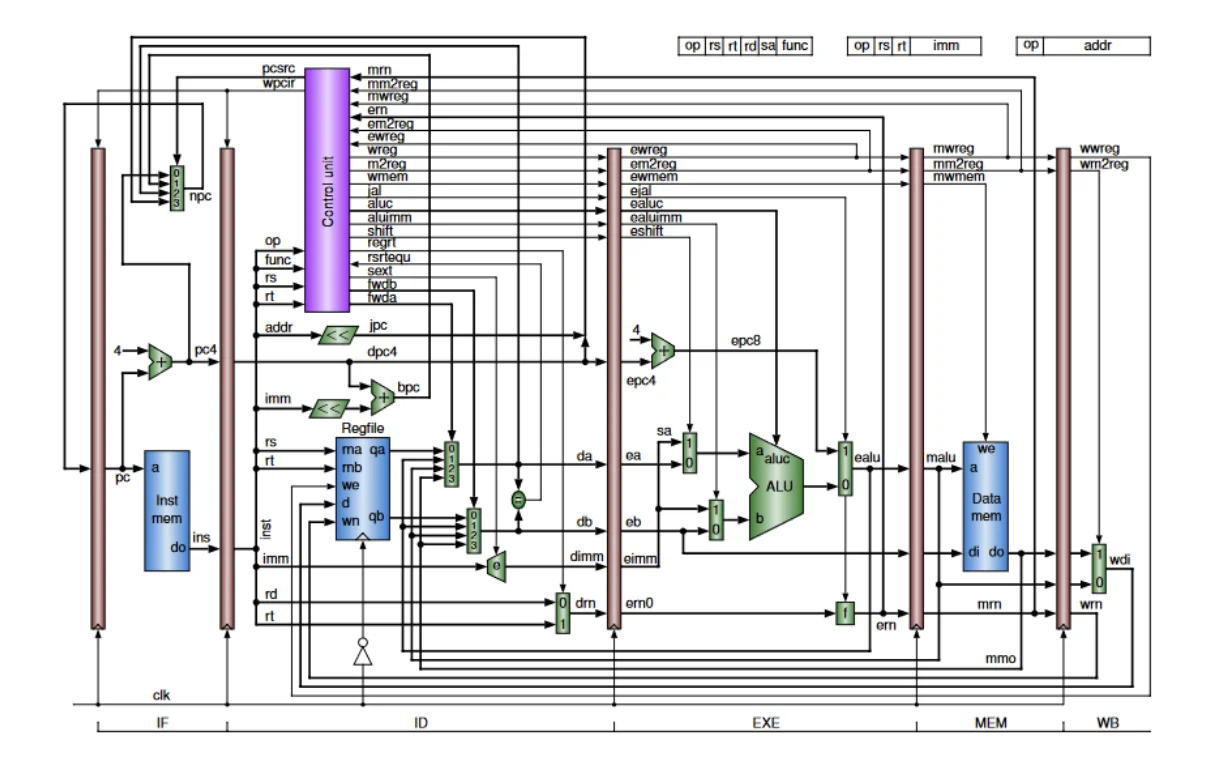 op rs rt rd sa func
op rs rt imm
op addr
pcsrc
wpcir
mrn
mm2reg
mwreg
ern
em2reg
ewreg
wreg
m2reg
wmem
jal
aluc
aluimm
shift
regrt
rsrtequ
sext
fwdb
fwda
Control unit
op
func
rs
rt
ewreg
em2reg
ewmem
ejal
ealuc
ealuimm
eshift
mwreg
mm2reg
mwmem
wwreg
wm2reg
0
1
2
3
npc
addr
<<
jpc
4
+
pc4
dpc4
+
bpc
imm
<<
4
+
epc8
epc4
Regfile
rs
rt
ma qa
mb
we
d
qb
wn
0
1
2
3
da
0
1
2
3
db
=
pc
a
Inst
mem
do
ins
inst
imm
e
dimm
rd
rt
0
1
drn
sa
ea
1
0
eb
1
0
eimm
a
aluc
ALU
b
1
0
ealu
ern0
f
ern
malu
we
a
Data
mem
di do
mrn
mmo
1
0
wdi
wrn
clk
IF ID EXE MEM WB